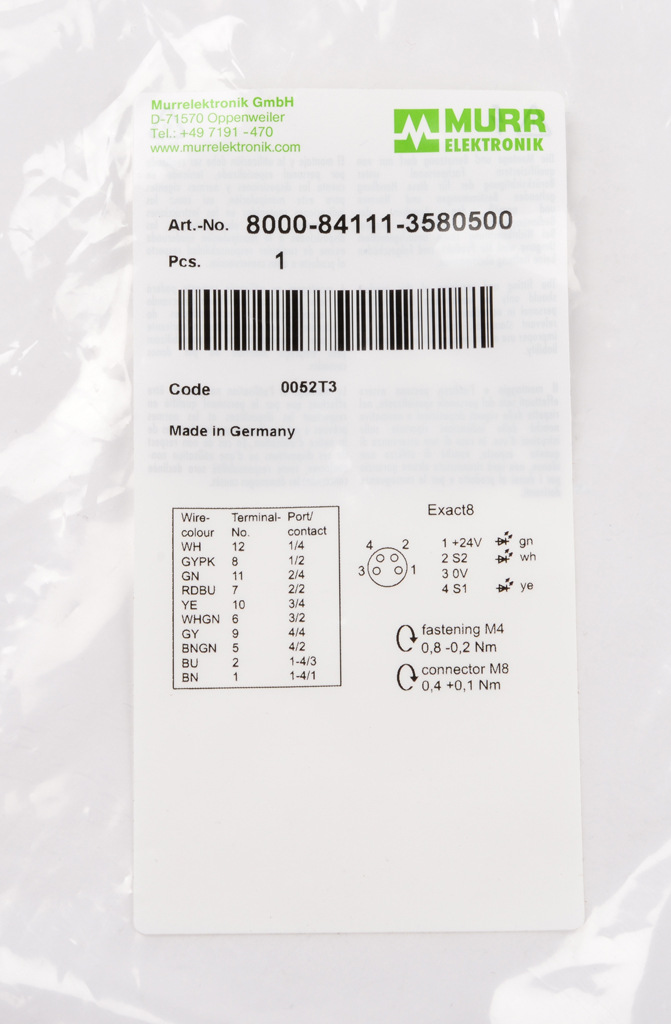 Murrelektronik GmbH
D-71570 Oppenweiler
Tel.: +49 7191 -470
www.murrelektronik.com
MURR
ELEKTRONIK
Art.-No. 8000-84111-3580500
Pcs. 1
Code 0052T3
Made in Germany
Wire- Terminal- Port/
colour No. contact
WH 12 1/4
GYPK 8 1/2
GN 11 2/4
RDBU 7 2/2
YE 10 3/4
WHGN 6 3/2
GY 9 4/4
BNGN 5 4/2
BU 2 1-4/3
BN 1 1-4/1
Exact8
4 2
3 1
1 +24V gn
2 S2 wh
3 0V
4 S1 ye
fastening M4
0,8 -0,2 Nm
connector M8
0,4 +0,1 Nm